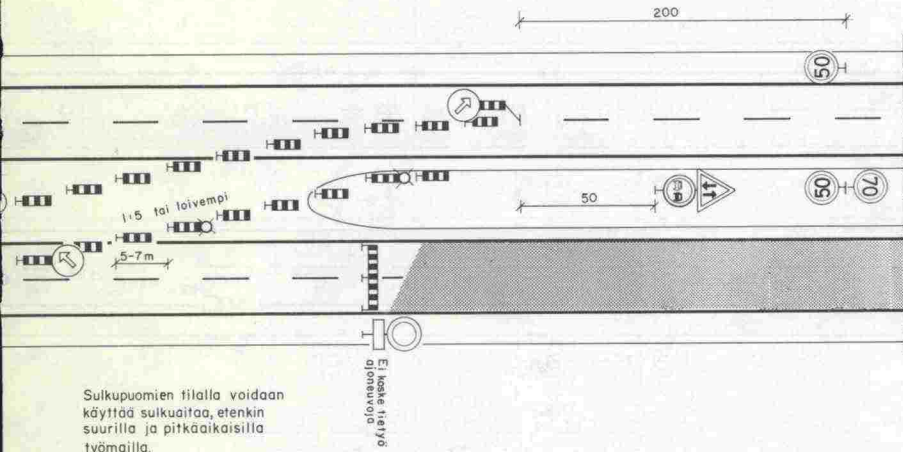 200
50
50
50
70
1:5 tai loivempi
5-7m
Ei koske tietyö
ajoneuvoja
Sulkupuomien tilalla voidaan
käyttää sulkuaitaa, etenkin
suurilla ja pitkäaikaisilla
työmailla.